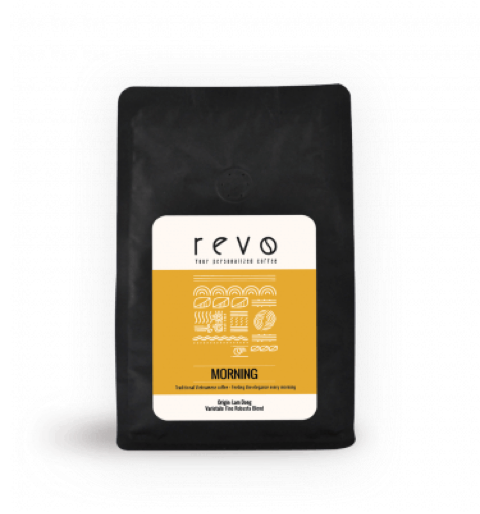 revo
YOUR PERSONALIZED COFFEE
MORNING
Traditional Vietnamese coffee - Feeling the elegance every morning
Origin: Lam Dong
Varietals: Fine Robusta Blend